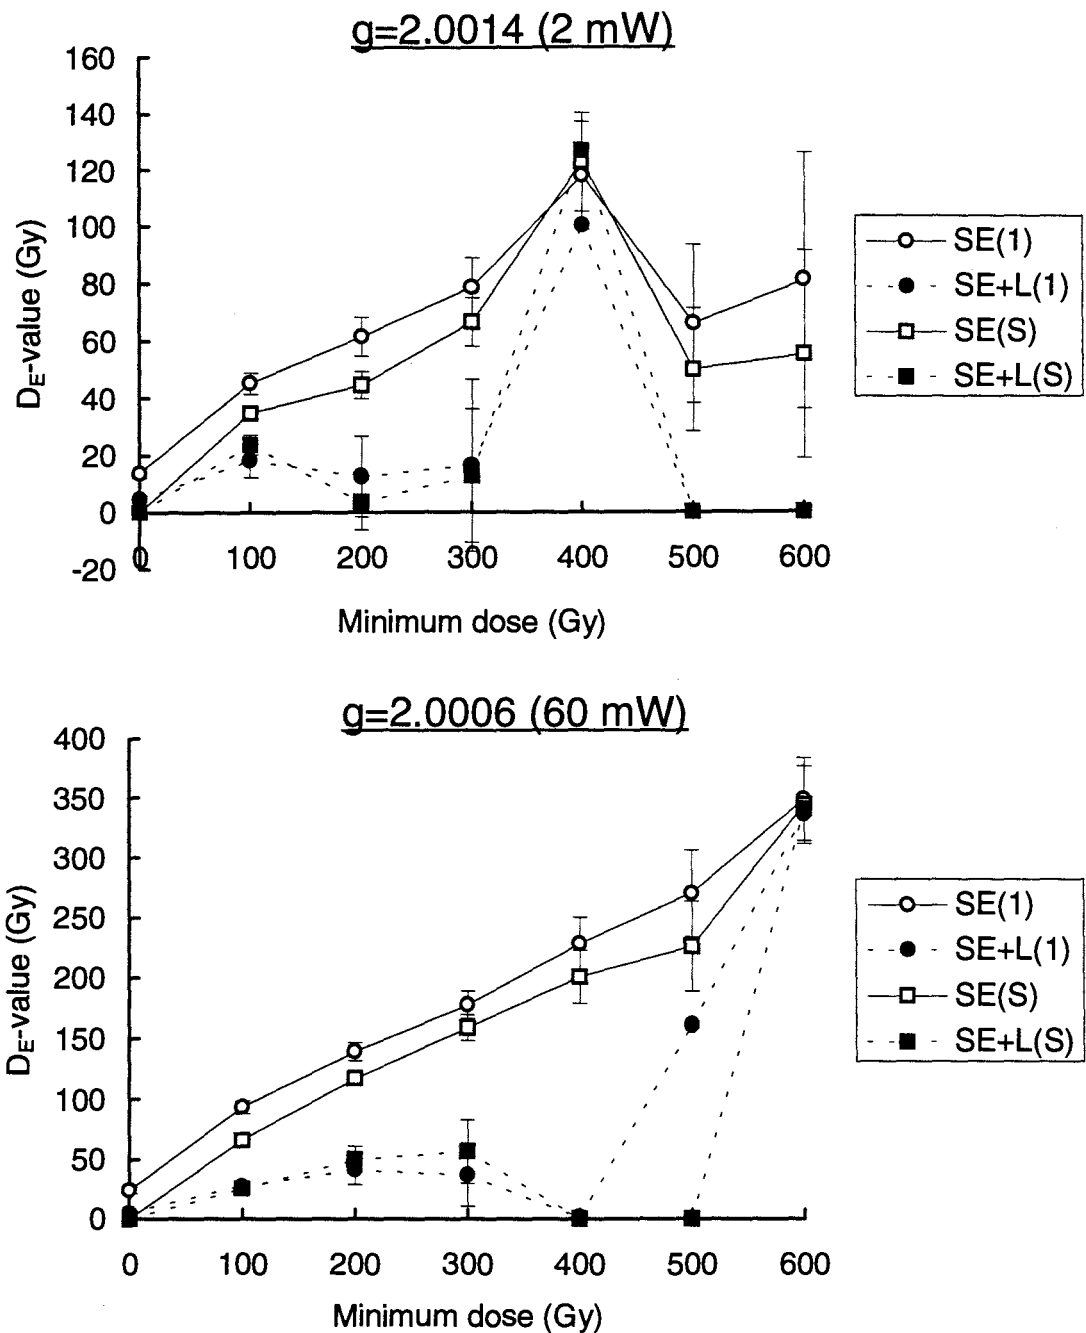 g=2.0014 (2 mW)
160
140
120
100
80
60
40
20
0
-20
DE-value (Gy)
0 100 200 300 400 500 600
Minimum dose (Gy)
SE(1)
SE+L(1)
SE(S)
SE+L(S)
g=2.0006 (60 mW)
400
350
300
250
200
150
100
50
0
DE-value (Gy)
0 100 200 300 400 500 600
Minimum dose (Gy)
SE(1)
SE+L(1)
SE(S)
SE+L(S)